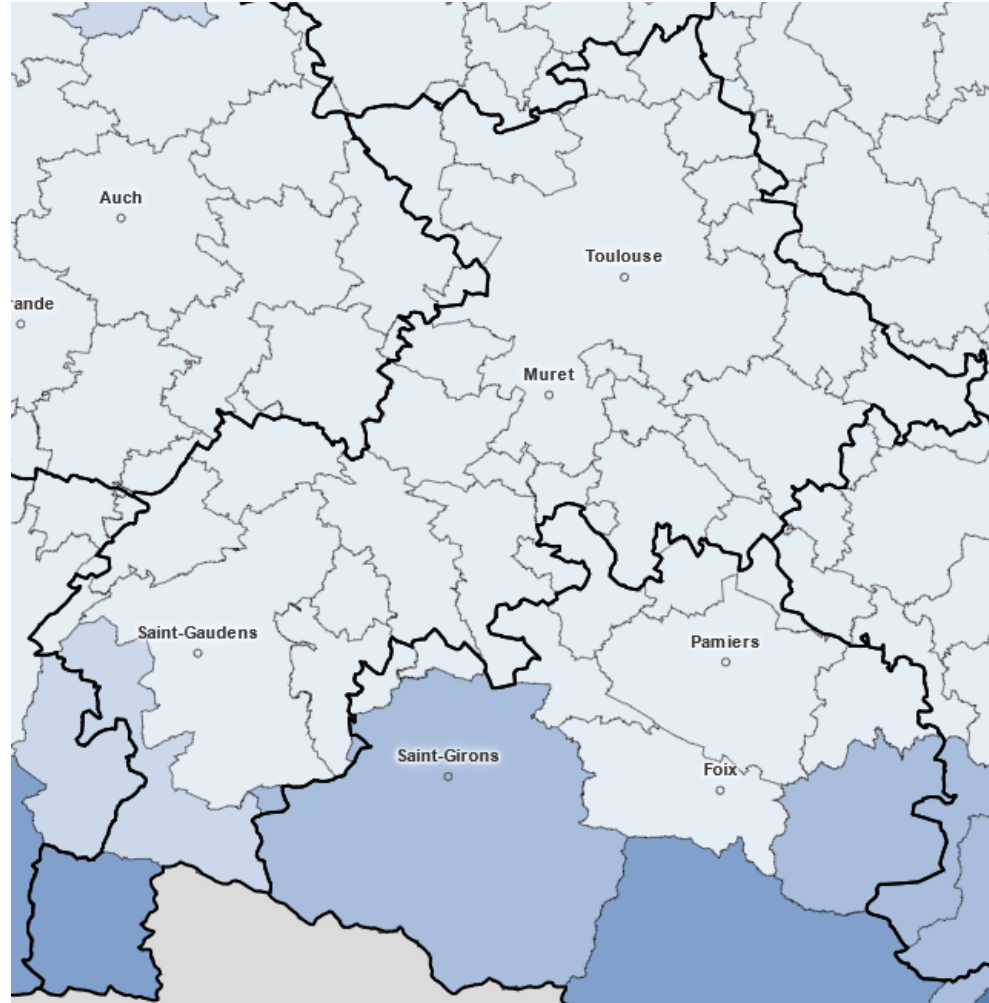 Auch
Toulouse
rande
Muret
Saint-Gaudens
Pamiers
Saint-Girons
Foix